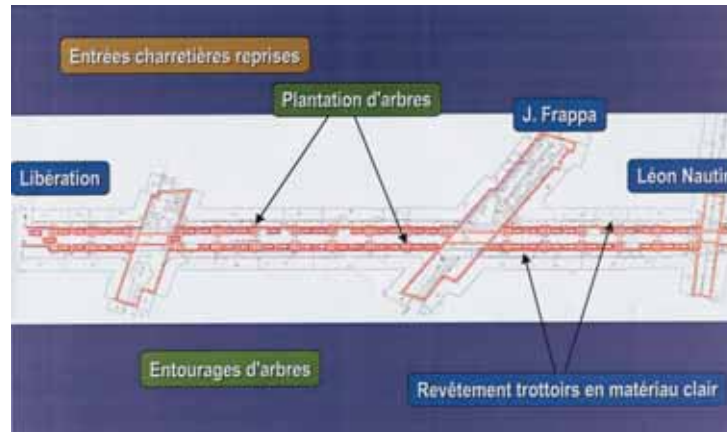 Entrées charretières reprises
Plantation d'arbres
J. Frappa
Libération
Léon Nautin
Entourages d'arbres
Revêtement trottoirs en matériau clair